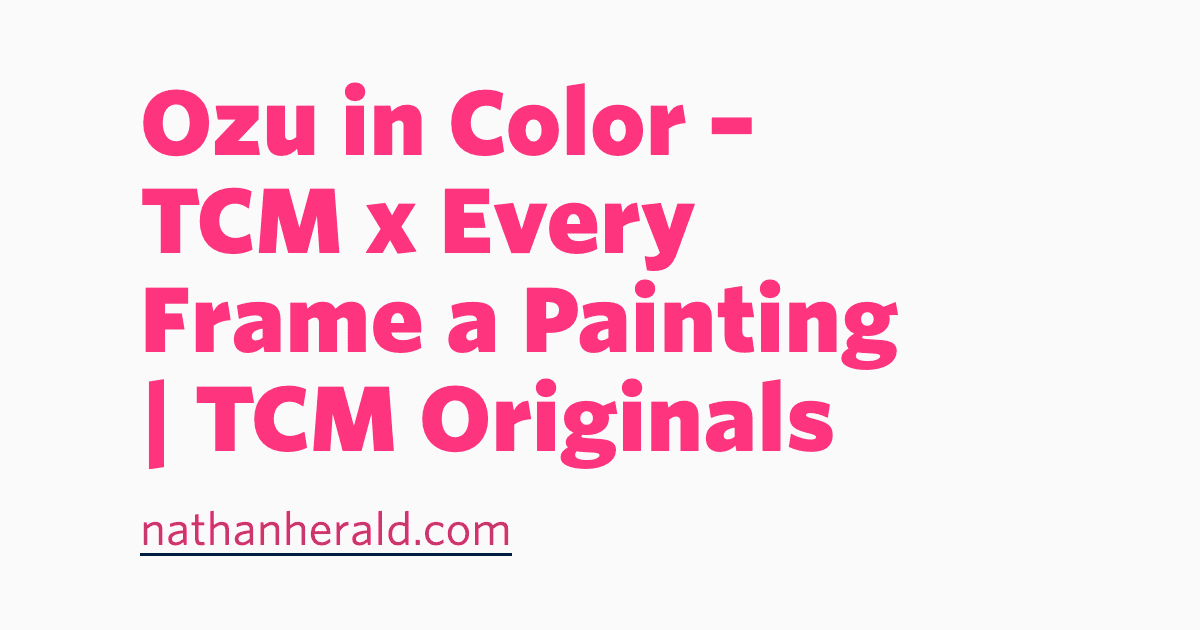 Ozu in Color –
TCM x Every
Frame a Painting
| TCM Originals
nathanherald.com